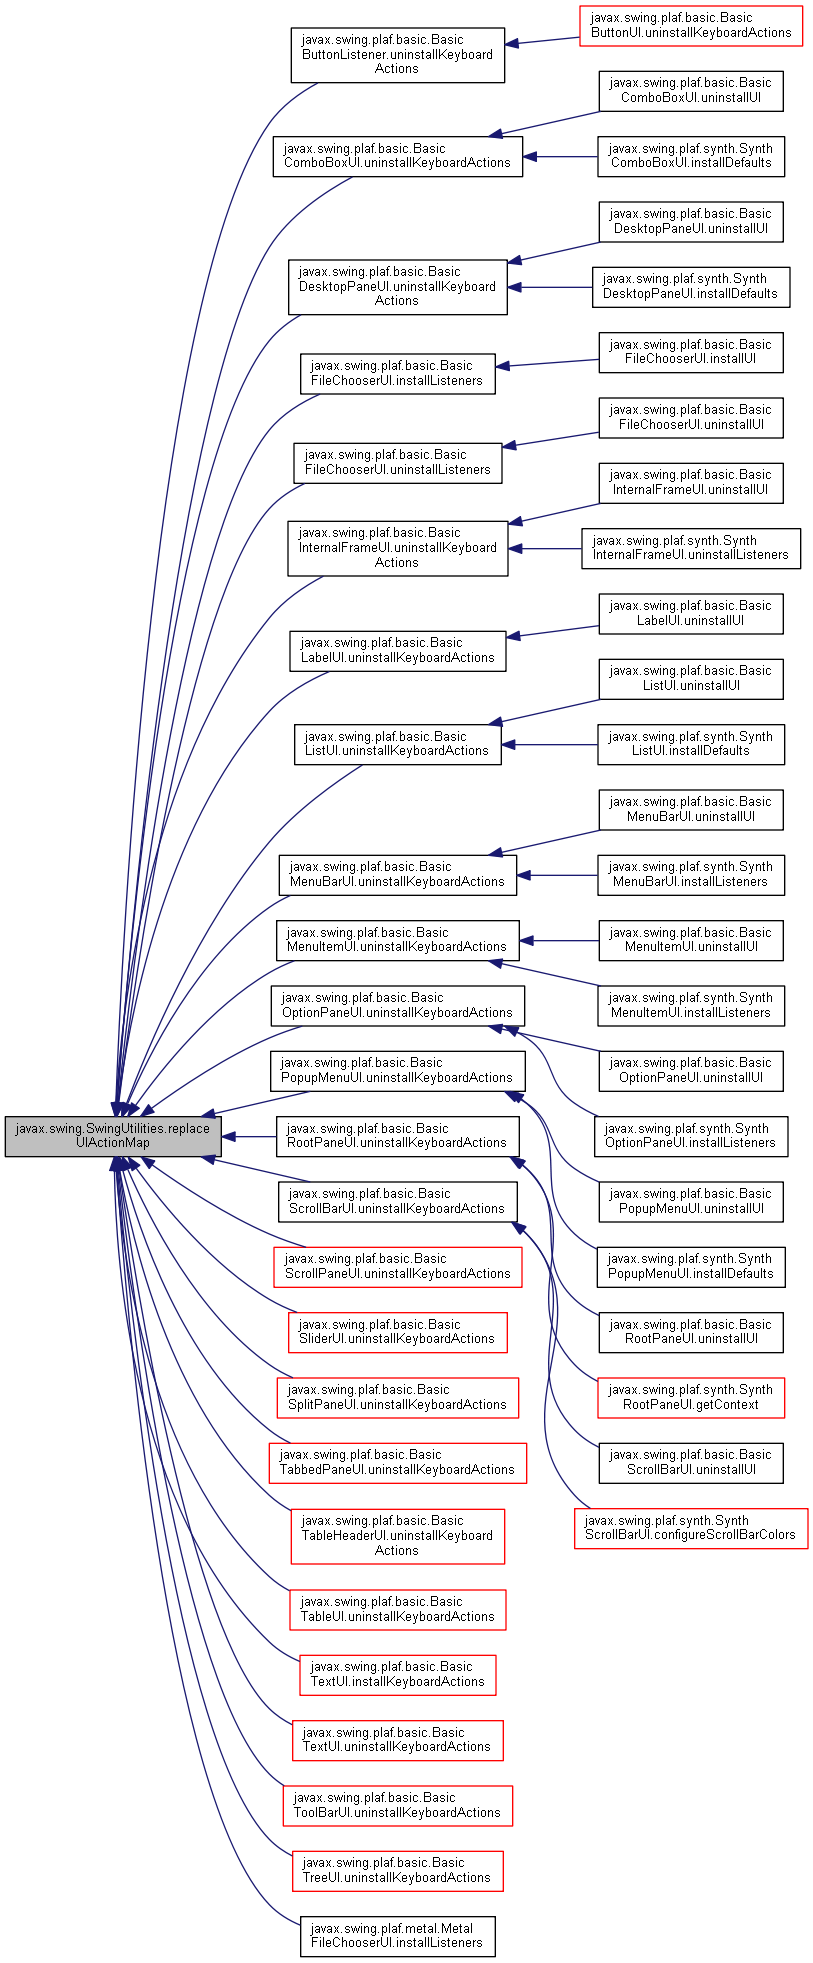 javax.swing.SwingUtilities.replace
UIActionMap
javax.swing.plaf.basic.Basic
ButtonListener.uninstallKeyboard
Actions
javax.swing.plaf.basic.Basic
ButtonUI.uninstallKeyboardActions
javax.swing.plaf.basic.Basic
ComboBoxUI.uninstallKeyboardActions
javax.swing.plaf.basic.Basic
ComboBoxUI.uninstallUI
javax.swing.plaf.synth.Synth
ComboBoxUI.installDefaults
javax.swing.plaf.basic.Basic
DesktopPaneUI.uninstallKeyboard
Actions
javax.swing.plaf.basic.Basic
DesktopPaneUI.uninstallUI
javax.swing.plaf.synth.Synth
DesktopPaneUI.installDefaults
javax.swing.plaf.basic.Basic
FileChooserUI.installListeners
javax.swing.plaf.basic.Basic
FileChooserUI.installUI
javax.swing.plaf.basic.Basic
FileChooserUI.uninstallListeners
javax.swing.plaf.basic.Basic
FileChooserUI.uninstallUI
javax.swing.plaf.basic.Basic
InternalFrameUI.uninstallKeyboard
Actions
javax.swing.plaf.basic.Basic
InternalFrameUI.uninstallUI
javax.swing.plaf.synth.Synth
InternalFrameUI.uninstallListeners
javax.swing.plaf.basic.Basic
LabelUI.uninstallKeyboardActions
javax.swing.plaf.basic.Basic
LabelUI.uninstallUI
javax.swing.plaf.basic.Basic
ListUI.uninstallKeyboardActions
javax.swing.plaf.basic.Basic
ListUI.uninstallUI
javax.swing.plaf.synth.Synth
ListUI.installDefaults
javax.swing.plaf.basic.Basic
MenuBarUI.uninstallKeyboardActions
javax.swing.plaf.basic.Basic
MenuBarUI.uninstallUI
javax.swing.plaf.synth.Synth
MenuBarUI.installListeners
javax.swing.plaf.basic.Basic
MenuItemUI.uninstallKeyboardActions
javax.swing.plaf.basic.Basic
MenuItemUI.uninstallUI
javax.swing.plaf.synth.Synth
MenuItemUI.installListeners
javax.swing.plaf.basic.Basic
OptionPaneUI.uninstallKeyboardActions
javax.swing.plaf.basic.Basic
OptionPaneUI.uninstallUI
javax.swing.plaf.synth.Synth
OptionPaneUI.installListeners
javax.swing.plaf.basic.Basic
PopupMenuUI.uninstallKeyboardActions
javax.swing.plaf.basic.Basic
PopupMenuUI.uninstallUI
javax.swing.plaf.synth.Synth
PopupMenuUI.installDefaults
javax.swing.plaf.basic.Basic
RootPaneUI.uninstallKeyboardActions
javax.swing.plaf.basic.Basic
RootPaneUI.uninstallUI
javax.swing.plaf.synth.Synth
RootPaneUI.getContext
javax.swing.plaf.basic.Basic
ScrollBarUI.uninstallKeyboardActions
javax.swing.plaf.basic.Basic
ScrollBarUI.uninstallUI
javax.swing.plaf.synth.Synth
ScrollBarUI.configureScrollBarColors
javax.swing.plaf.basic.Basic
ScrollPaneUI.uninstallKeyboardActions
javax.swing.plaf.basic.Basic
SliderUI.uninstallKeyboardActions
javax.swing.plaf.basic.Basic
SplitPaneUI.uninstallKeyboardActions
javax.swing.plaf.basic.Basic
TabbedPaneUI.uninstallKeyboardActions
javax.swing.plaf.basic.Basic
TableHeaderUI.uninstallKeyboard
Actions
javax.swing.plaf.basic.Basic
TableUI.uninstallKeyboardActions
javax.swing.plaf.basic.Basic
TextUI.installKeyboardActions
javax.swing.plaf.basic.Basic
TextUI.uninstallKeyboardActions
javax.swing.plaf.basic.Basic
ToolBarUI.uninstallKeyboardActions
javax.swing.plaf.basic.Basic
TreeUI.uninstallKeyboardActions
javax.swing.plaf.metal.Metal
FileChooserUI.installListeners